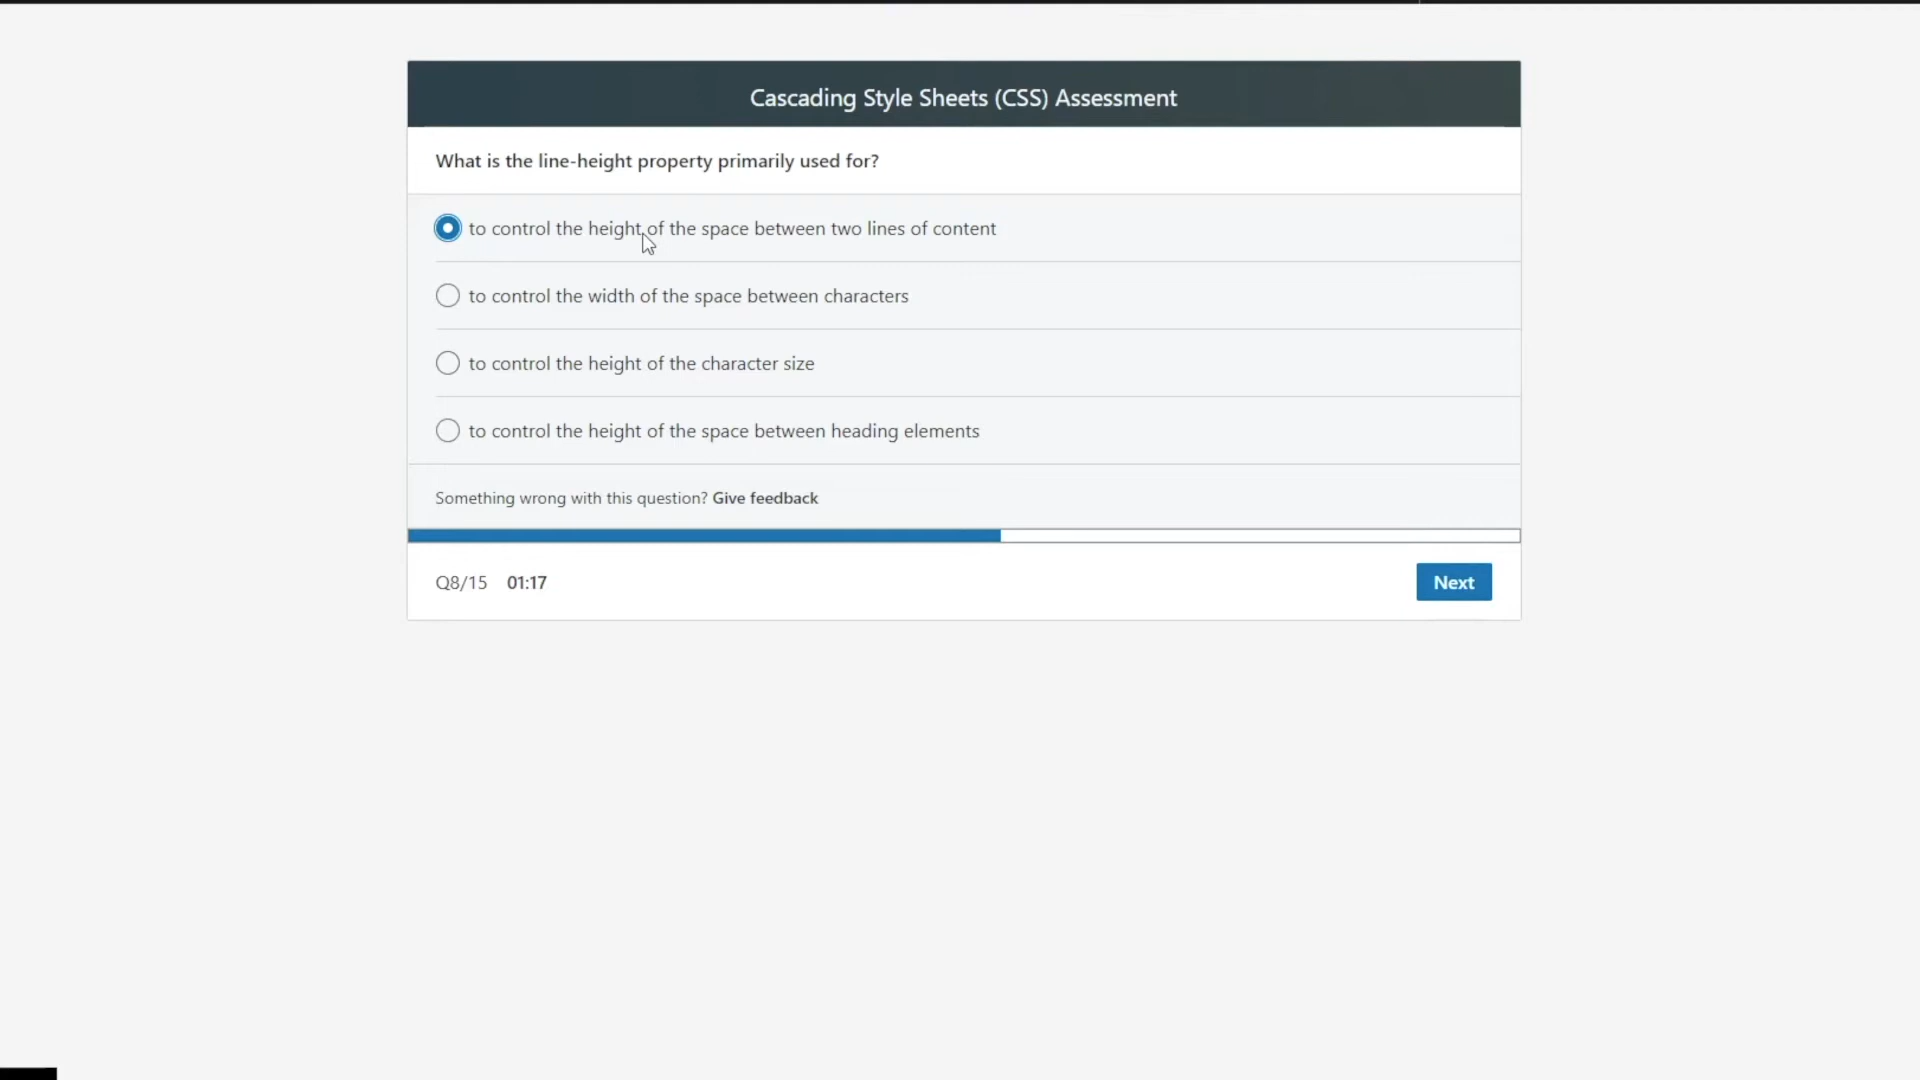 Cascading Style Sheets (CSS) Assessment
What is the line-height property primarily used for?
to control the height of the space between two lines of content
to control the width of the space between characters
to control the height of the character size
to control the height of the space between heading elements
Something wrong with this question? Give feedback
Q8/15 01:17
Next